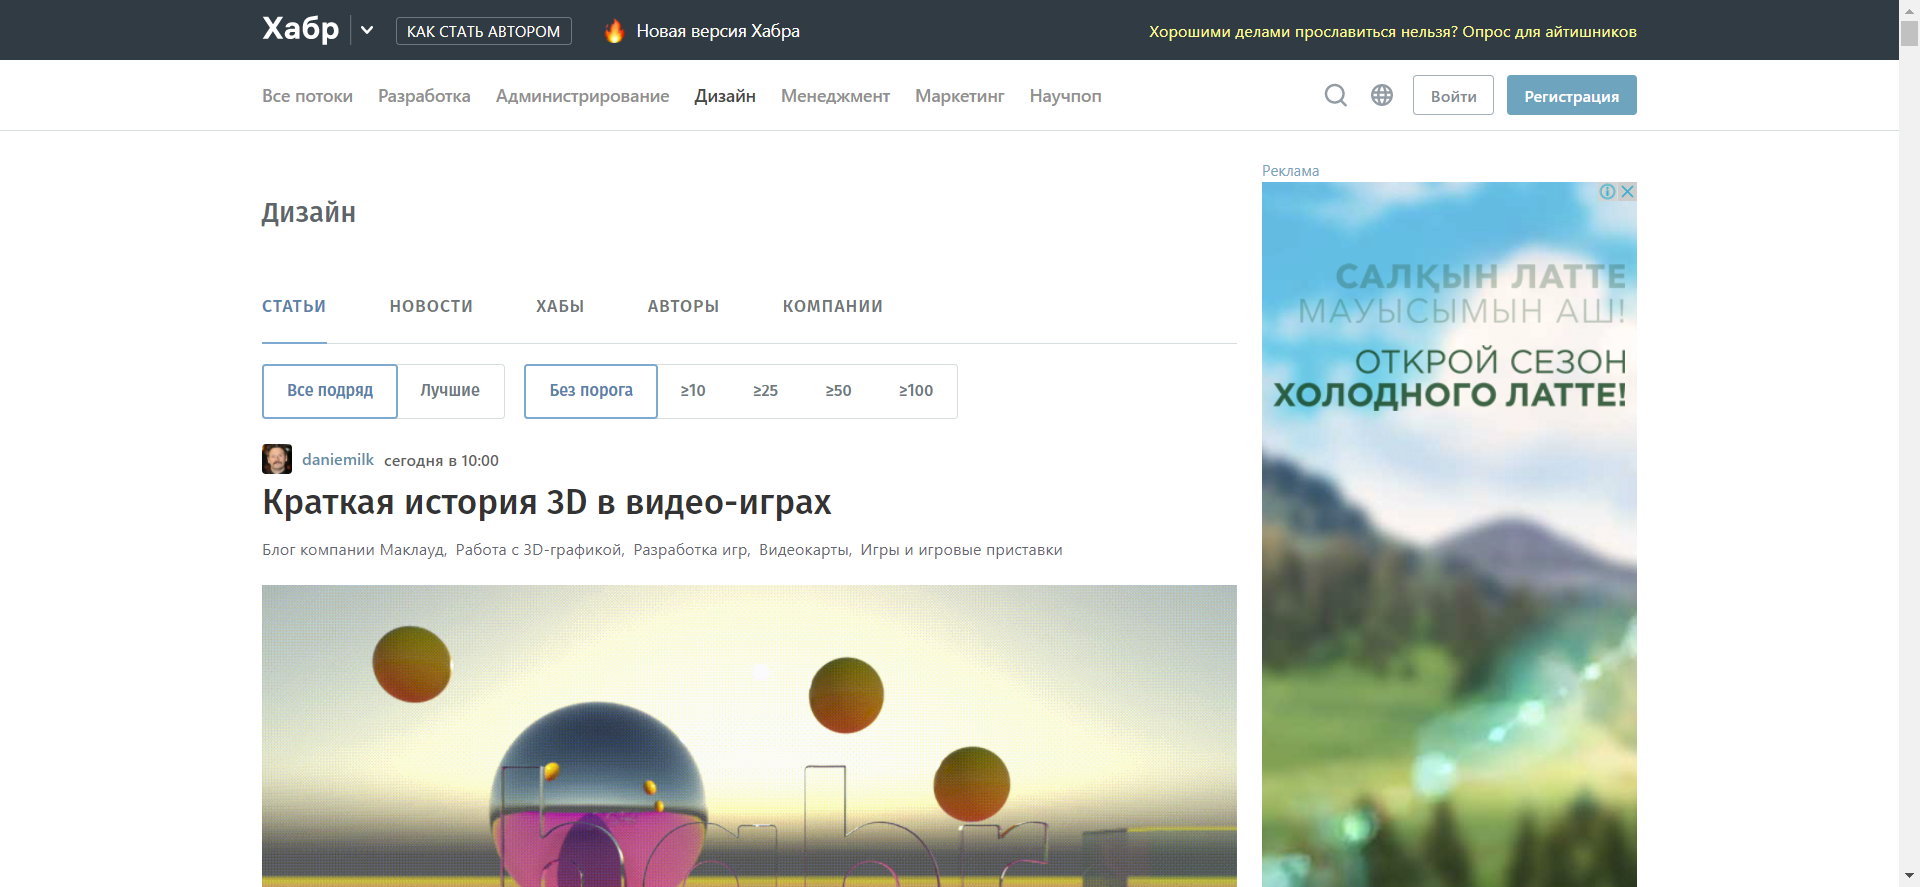 Хабр
КАК СТАТЬ АВТОРОМ
Новая версия Хабра
Хорошими делами прославиться нельзя? Опрос для айтишников
Все потоки Разработка Администрирование Дизайн Менеджмент Маркетинг Научпоп
Войти
Регистрация
Дизайн
СТАТЬИ НОВОСТИ ХАБЫ АВТОРЫ КОМПАНИИ
Все подряд Лучшие Без порога ≥10 ≥25 ≥50 ≥100
daniemilk сегодня в 10:00
Краткая история 3D в видео-играх
Блог компании Маклауд, Работа с 3D-графикой, Разработка игр, Видеокарты, Игры и игровые приставки
habr
Реклама
САЛҚЫН ЛАТТЕ
МАУЫСЫМЫН АШ!
ОТКРОЙ СЕЗОН
ХОЛОДНОГО ЛАТТЕ!